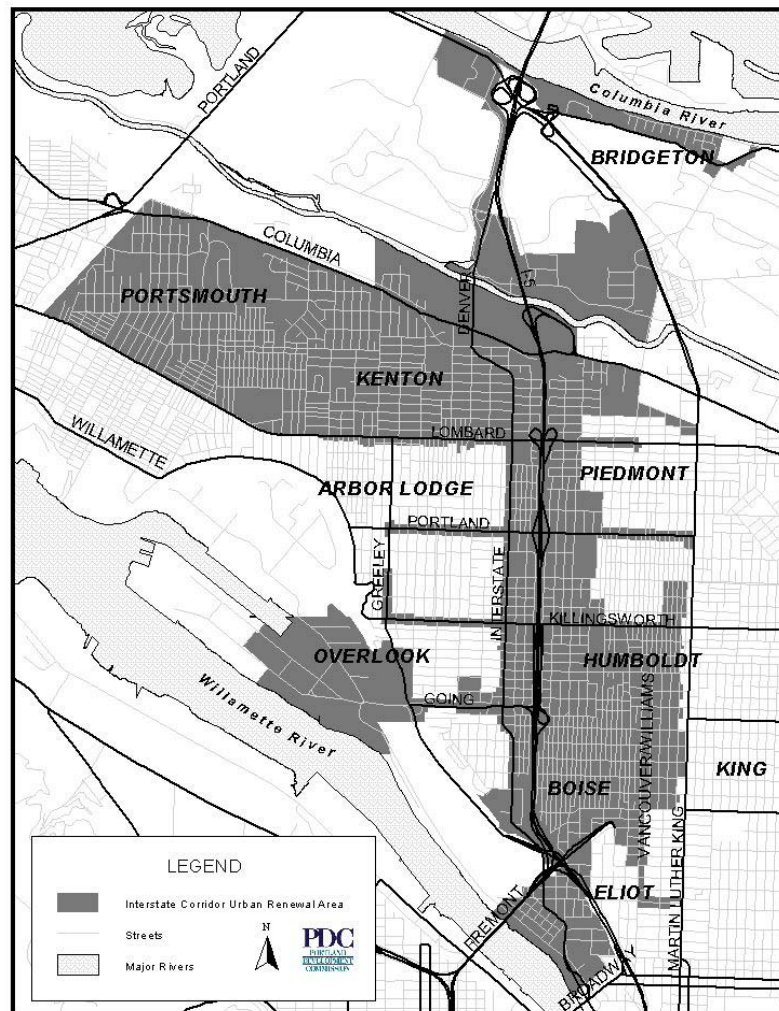 PORTLAND
Columbia River
BRIDGETON
COLUMBIA
I-5
PORTSMOUTH
DENVER
KENTON
WILLAMETTE
LOMBARD
ARBOR LODGE
PIEDMONT
PORTLAND
GREELEY
INTERSTATE
KILLINGSWORTH
OVERLOOK
HUMBOLDT
Willamette River
GOING
VANCOUVER/WILLIAMS
KING
BOISE
MARTIN LUTHER KING
ELIOT
FREMONT
BROADWAY
LEGEND
Interstate Corridor Urban Renewal Area
Streets
Major Rivers
N
PDC
PORTLAND
DEVELOPMENT
COMMISSION